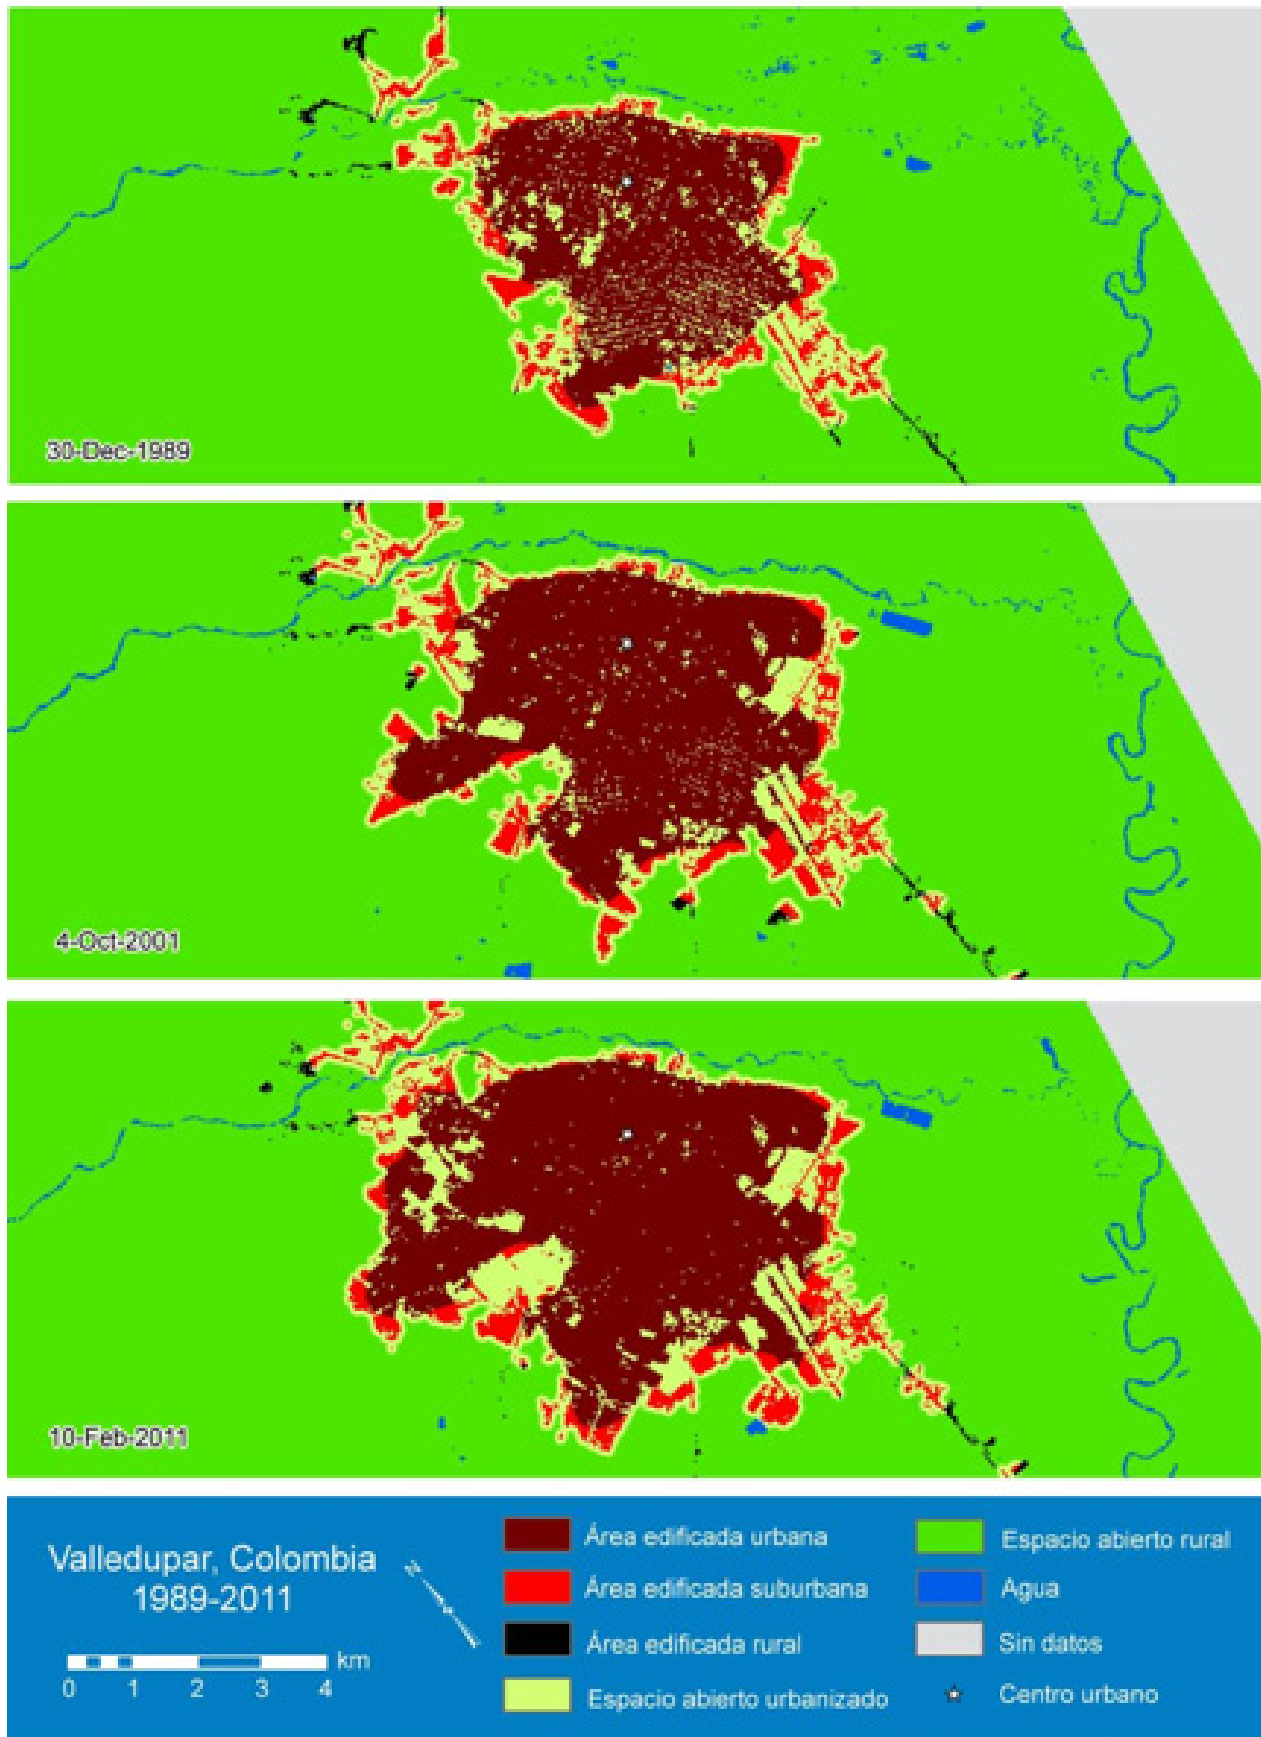 30-Dec-1989
4-Oct-2001
10-Feb-2011
Valledupar, Colombia
1989-2011
N
km
0 1 2 3 4
Área edificada urbana
Área edificada suburbana
Área edificada rural
Espacio abierto urbanizado
Espacio abierto rural
Agua
Sin datos
Centro urbano